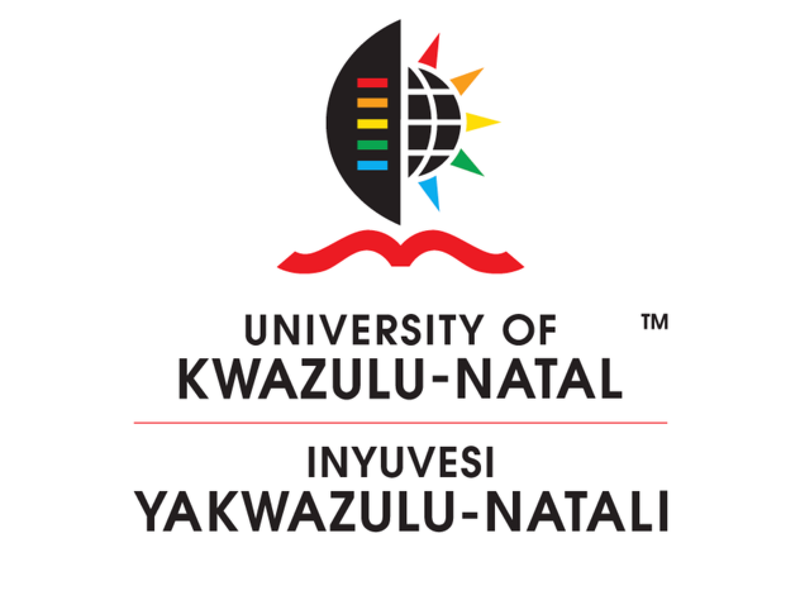 UNIVERSITY OF ™
KWAZULU-NATAL
INYUVESI
YAKWAZULU-NATALI